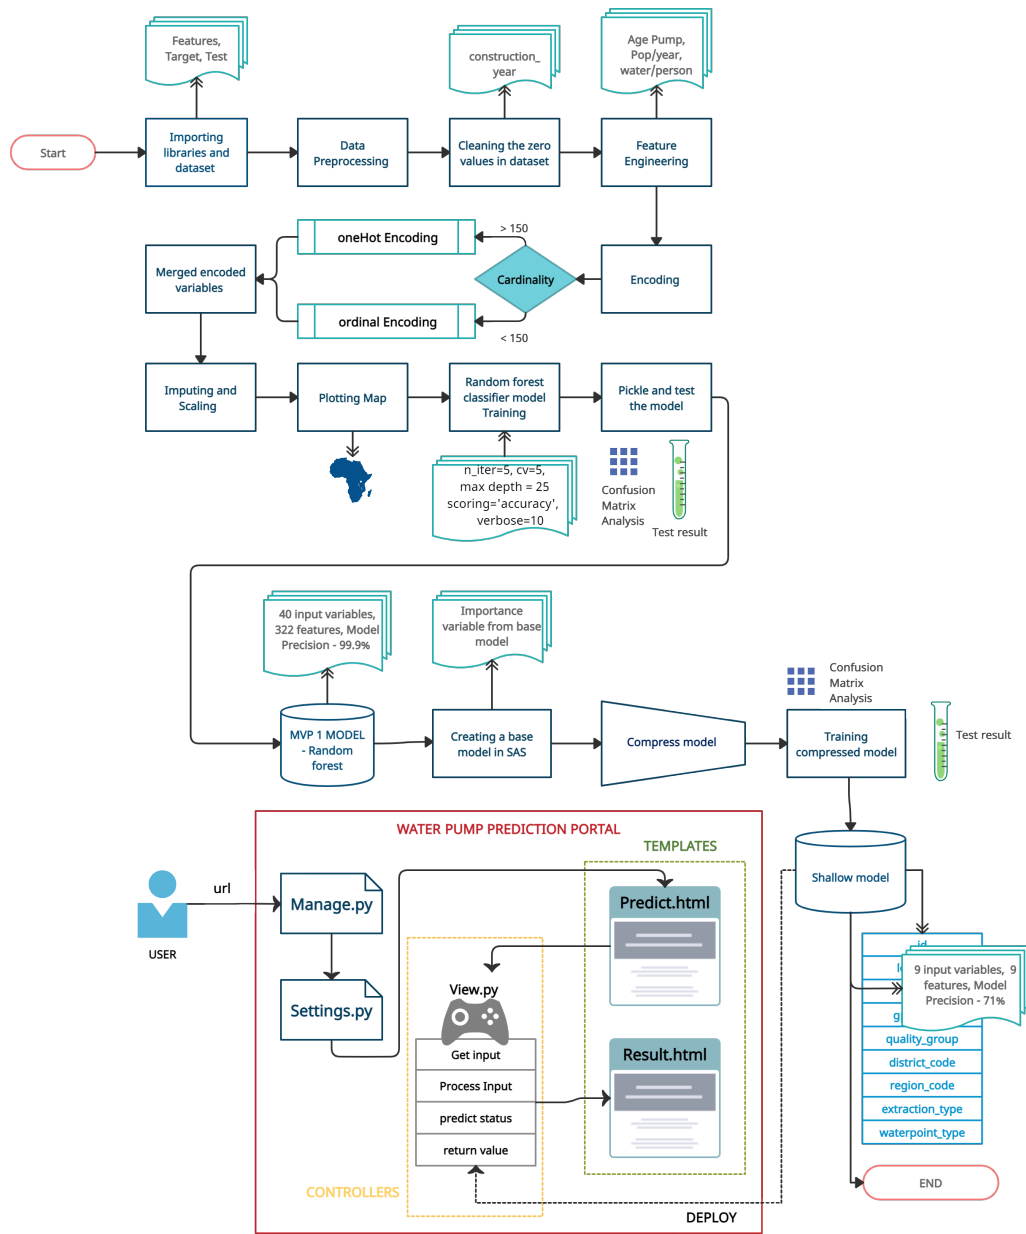 Features,
Target, Test
construction_
year
Age Pump,
Pop/year,
water/person
Start
Importing
libraries and
dataset
Data
Preprocessing
Cleaning the zero
values in dataset
Feature
Engineering
oneHot Encoding
> 150
Merged encoded
variables
Cardinality
Encoding
ordinal Encoding
< 150
Imputing and
Scaling
Plotting Map
Random forest
classifier model
Training
Pickle and test
the model
n_iter=5, cv=5,
max depth = 25
scoring='accuracy',
verbose=10
Confusion
Matrix
Analysis
Test result
40 input variables,
322 features, Model
Precision - 99.9%
Importance
variable from base
model
Confusion
Matrix
Analysis
MVP 1 MODEL
- Random
forest
Creating a base
model in SAS
Compress model
Training
compressed model
Test result
WATER PUMP PREDICTION PORTAL
TEMPLATES
Shallow model
url
Manage.py
Predict.html
USER
id
9 input variables, 9
features, Model
Precision - 71%
View.py
Settings.py
quality_group
district_code
region_code
extraction_type
waterpoint_type
Get input
Process Input
predict status
return value
Result.html
CONTROLLERS
DEPLOY
END